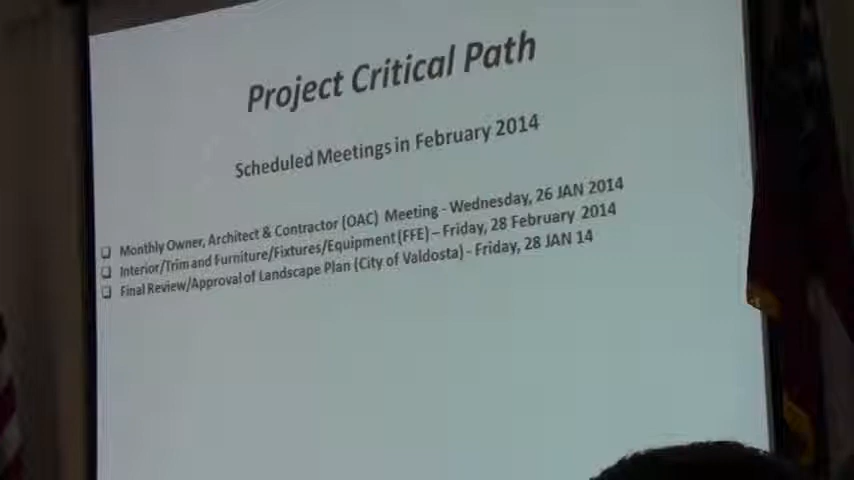 Project Critical Path
Scheduled Meetings in February 2014
❑ Monthly Owner, Architect & Contractor (OAC) Meeting - Wednesday, 26 JAN 2014
❑ Interior/Trim and Furniture/Fixtures/Equipment (FFE) – Friday, 28 February 2014
❑ Final Review/Approval of Landscape Plan (City of Valdosta) - Friday, 28 JAN 14